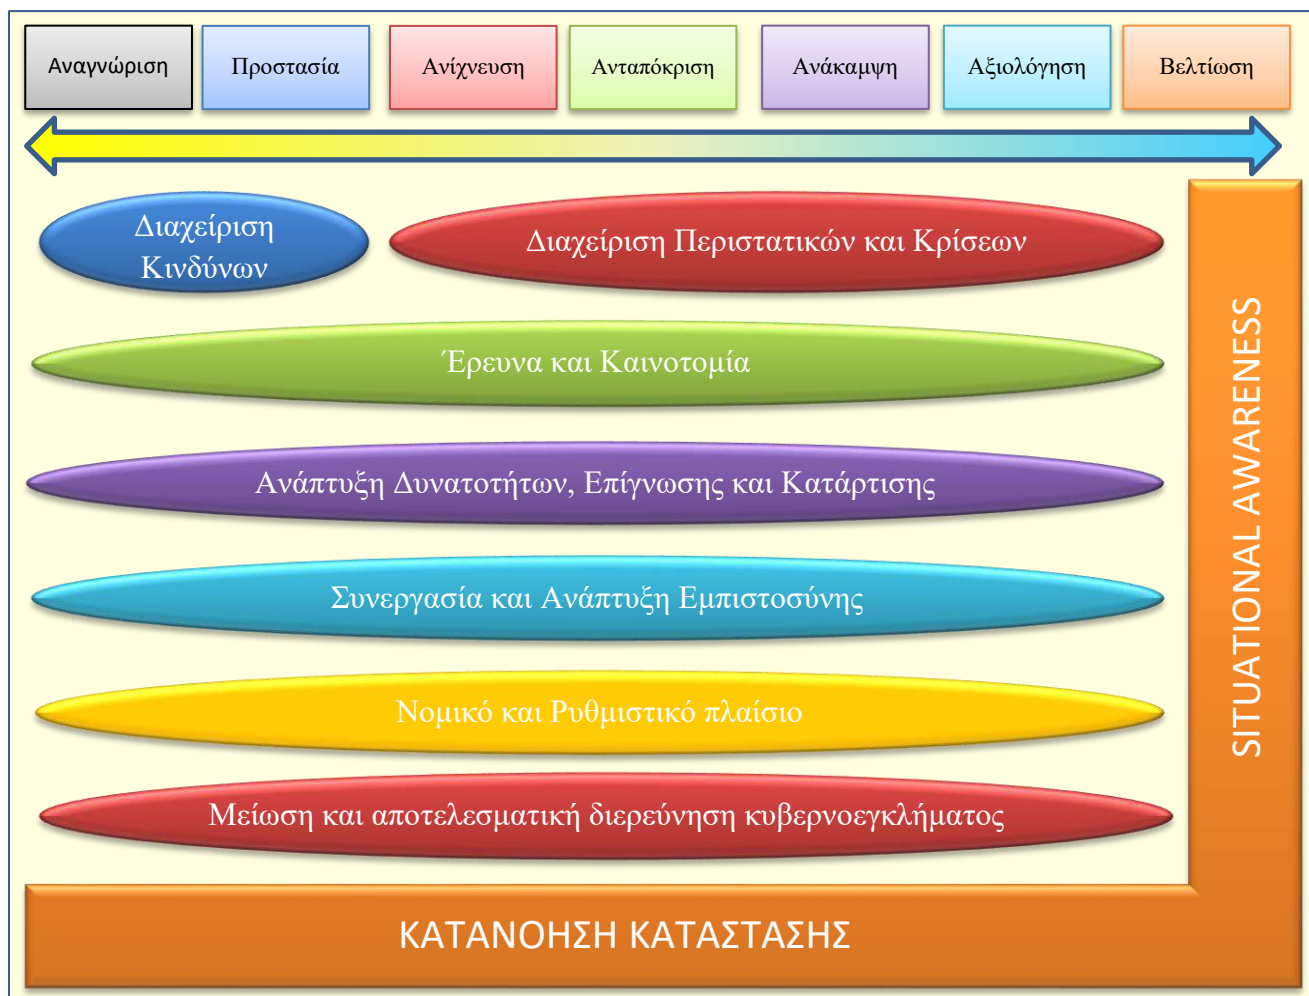 Αναγνώριση
Προστασία
Ανίχνευση
Ανταπόκριση
Ανάκαμψη
Αξιολόγηση
Βελτίωση
Διαχείριση
Κινδύνων
Διαχείριση Περιστατικών και Κρίσεων
Έρευνα και Καινοτομία
Ανάπτυξη Δυνατοτήτων, Επίγνωσης και Κατάρτισης
Συνεργασία και Ανάπτυξη Εμπιστοσύνης
Νομικό και Ρυθμιστικό πλαίσιο
Μείωση και αποτελεσματική διερεύνηση κυβερνοεγκλήματος
SITUATIONAL AWARENESS
ΚΑΤΑΝΟΗΣΗ ΚΑΤΑΣΤΑΣΗΣ